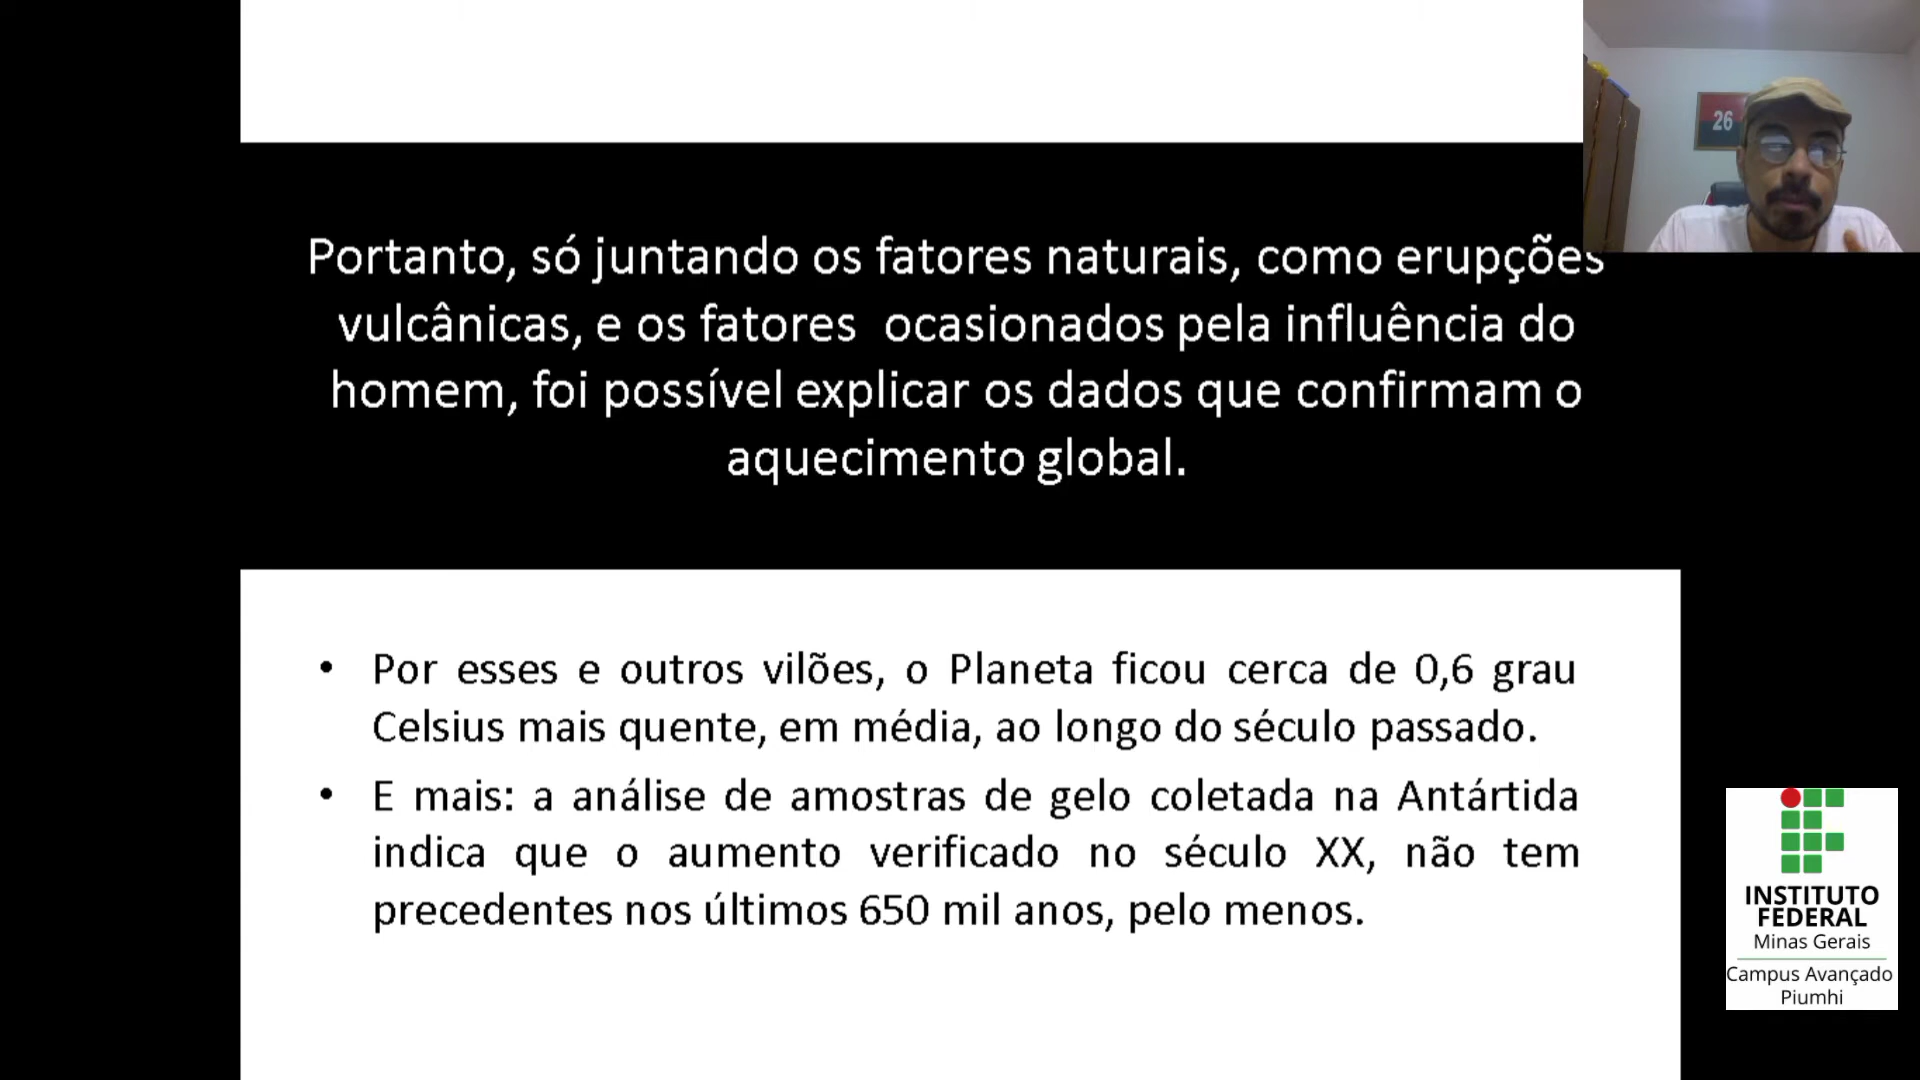 26
Portanto, só juntando os fatores naturais, como erupções
vulcânicas, e os fatores ocasionados pela influência do
homem, foi possível explicar os dados que confirmam o
aquecimento global.
• Por esses e outros vilões, o Planeta ficou cerca de 0,6 grau
Celsius mais quente, em média, ao longo do século passado.
• E mais: a análise de amostras de gelo coletada na Antártida
indica que o aumento verificado no século XX, não tem
precedentes nos últimos 650 mil anos, pelo menos.
INSTITUTO
FEDERAL
Minas Gerais
Campus Avançado
Piumhi